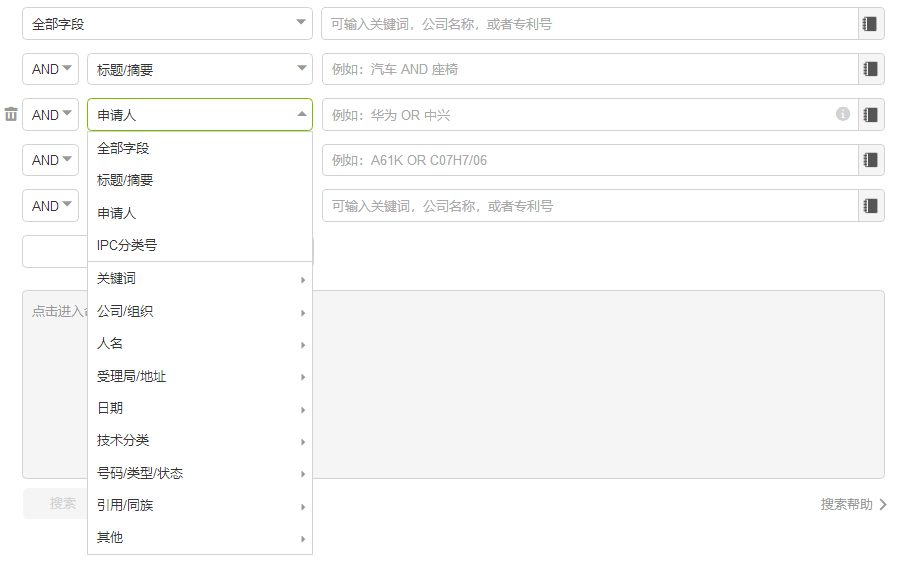 全部字段
可输入关键词，公司名称，或者专利号
AND
标题/摘要
例如：汽车 AND 座椅
AND
申请人
例如：华为 OR 中兴
全部字段
AND
例如：A61K OR C07H7/06
标题/摘要
AND
可输入关键词，公司名称，或者专利号
申请人
IPC分类号
关键词
公司/组织
点击进入
人名
受理局/地址
日期
技术分类
号码/类型/状态
引用/同族
搜索
搜索帮助
其他